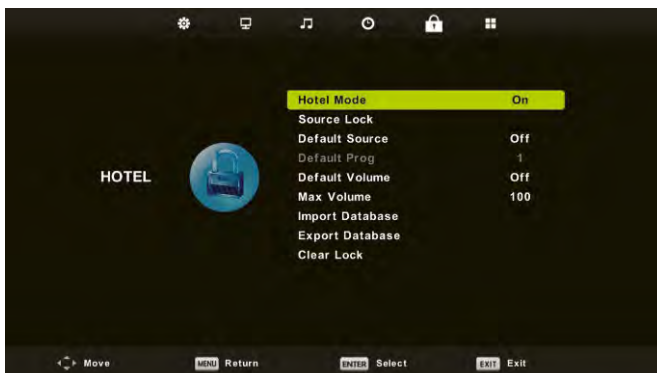 Hotel Mode On
Source Lock
Default Source Off
Default Prog 1
HOTEL
Default Volume Off
Max Volume 100
Import Database
Export Database
Clear Lock
Move MENU Return ENTER Select EXIT Exit